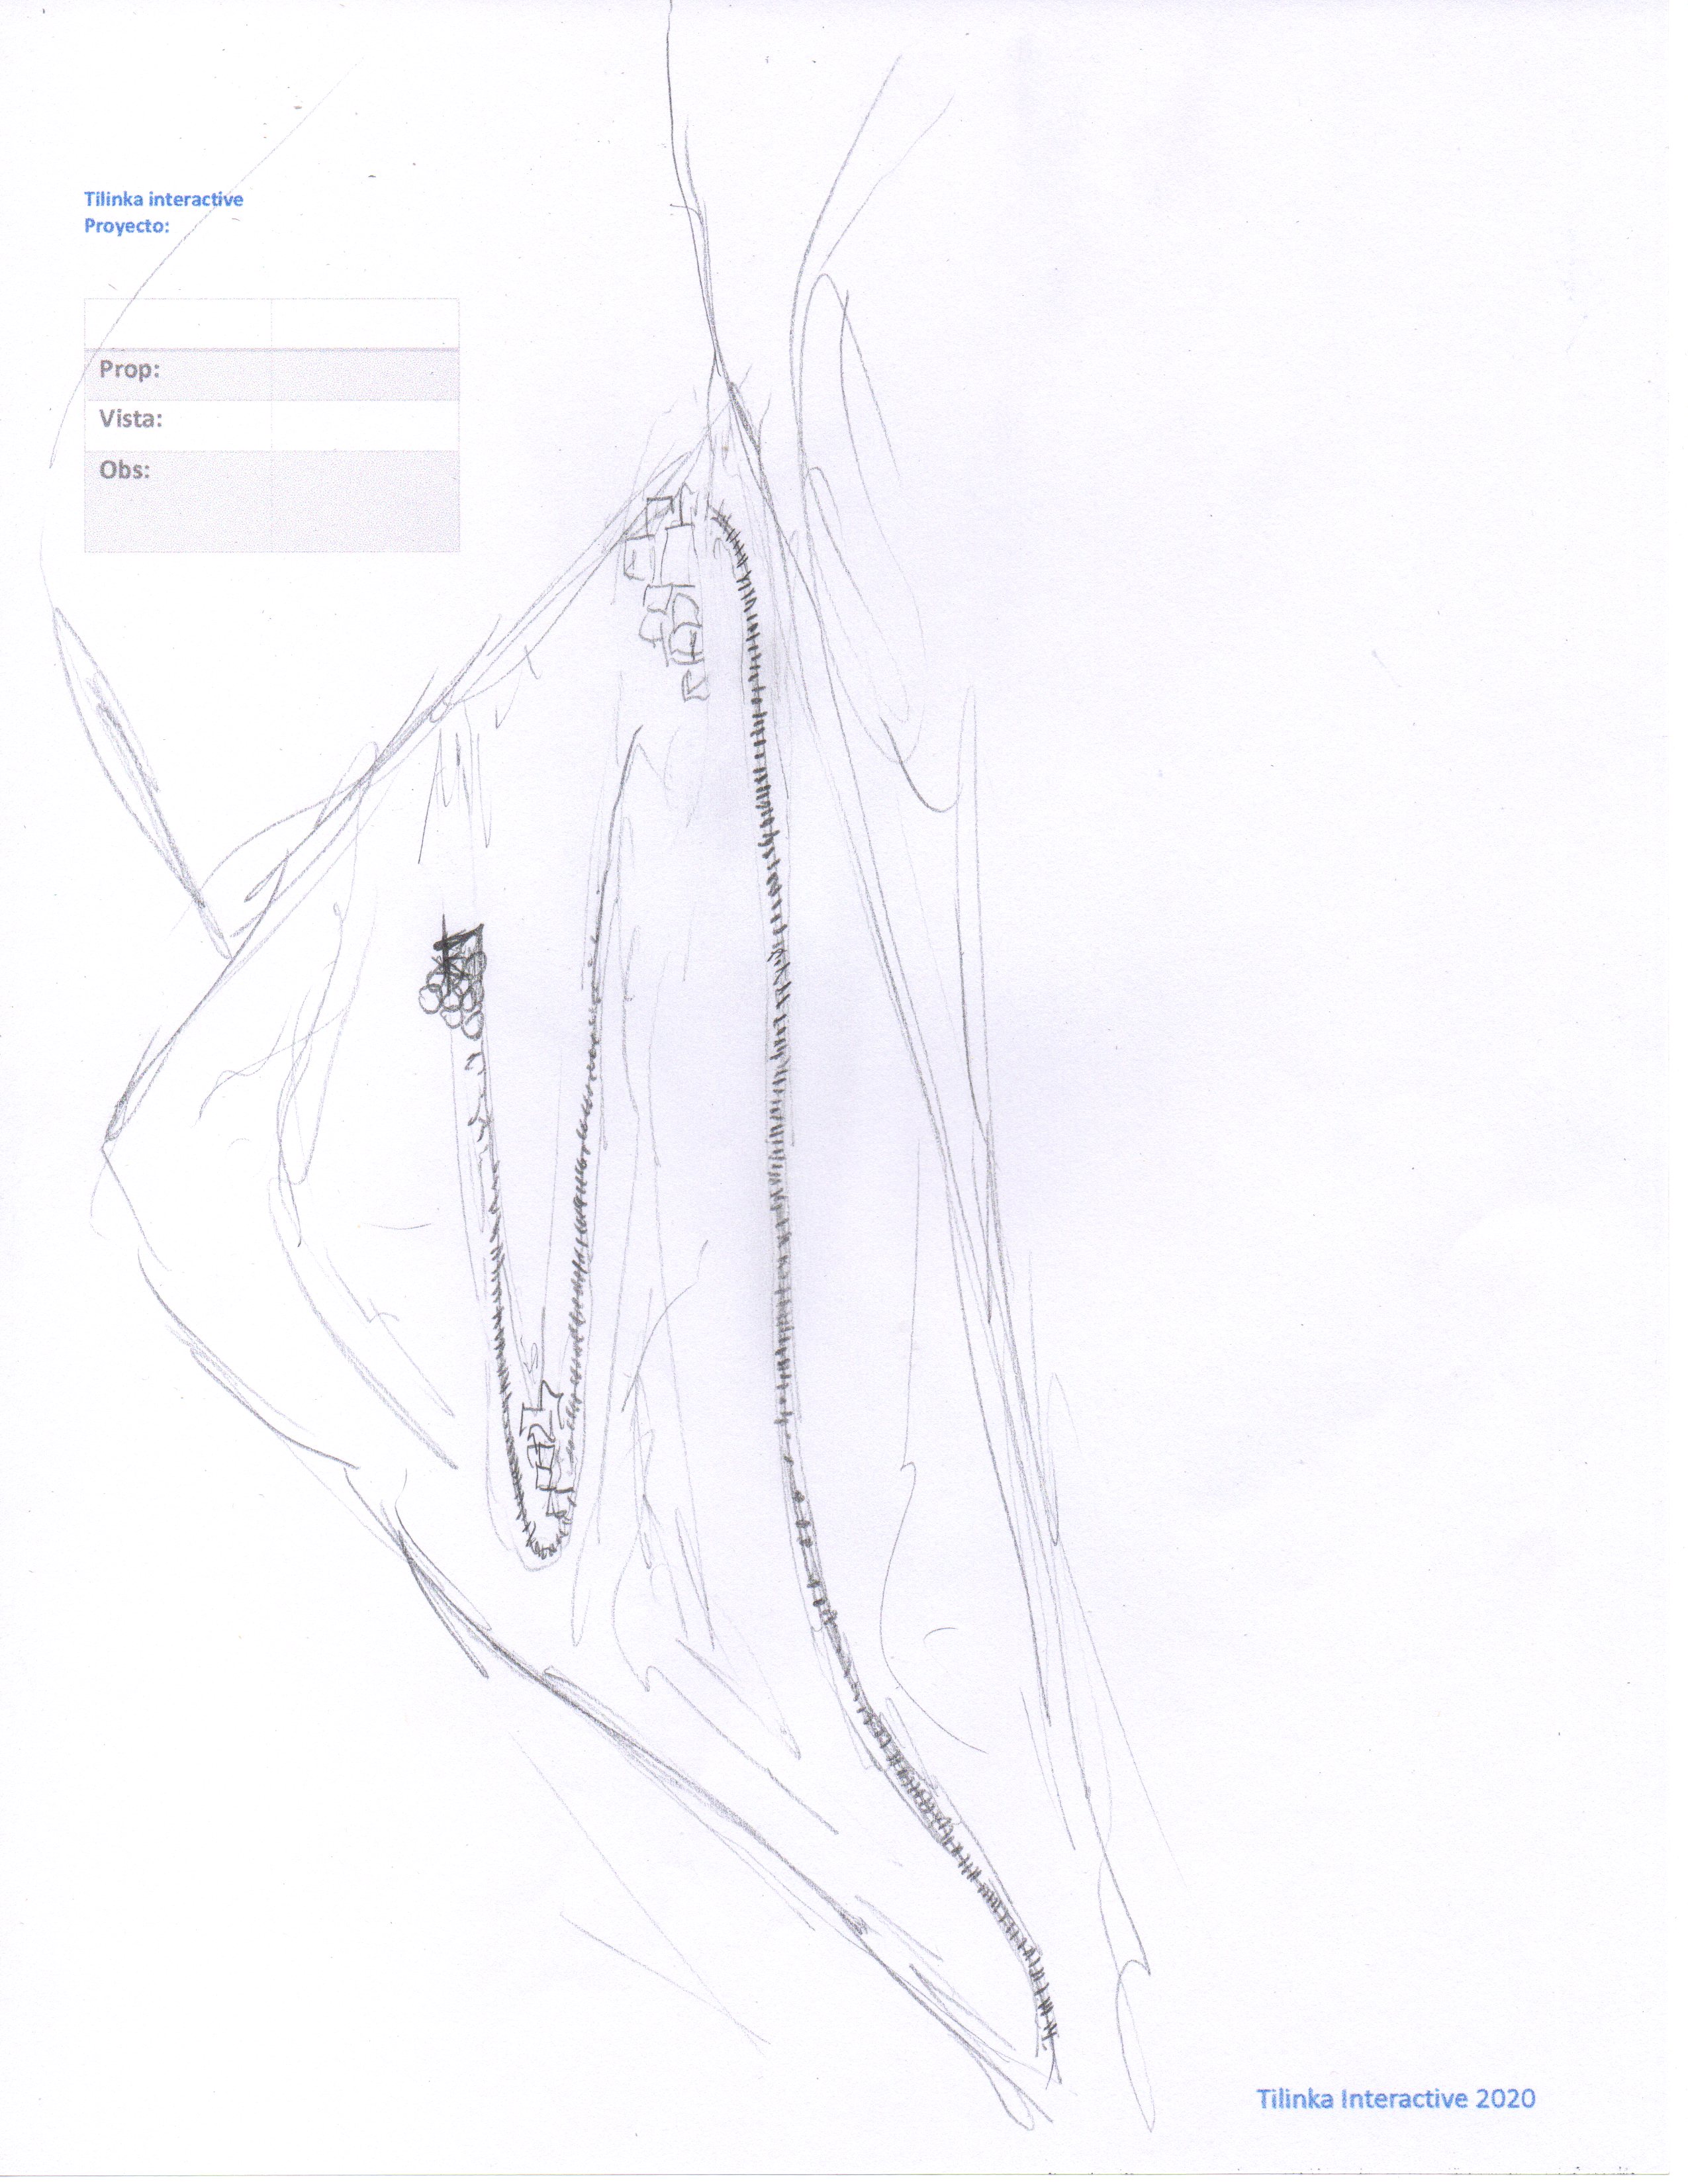 Tilinka interactive
Proyecto:
Prop:
Vista:
Obs:
Tilinka Interactive 2020